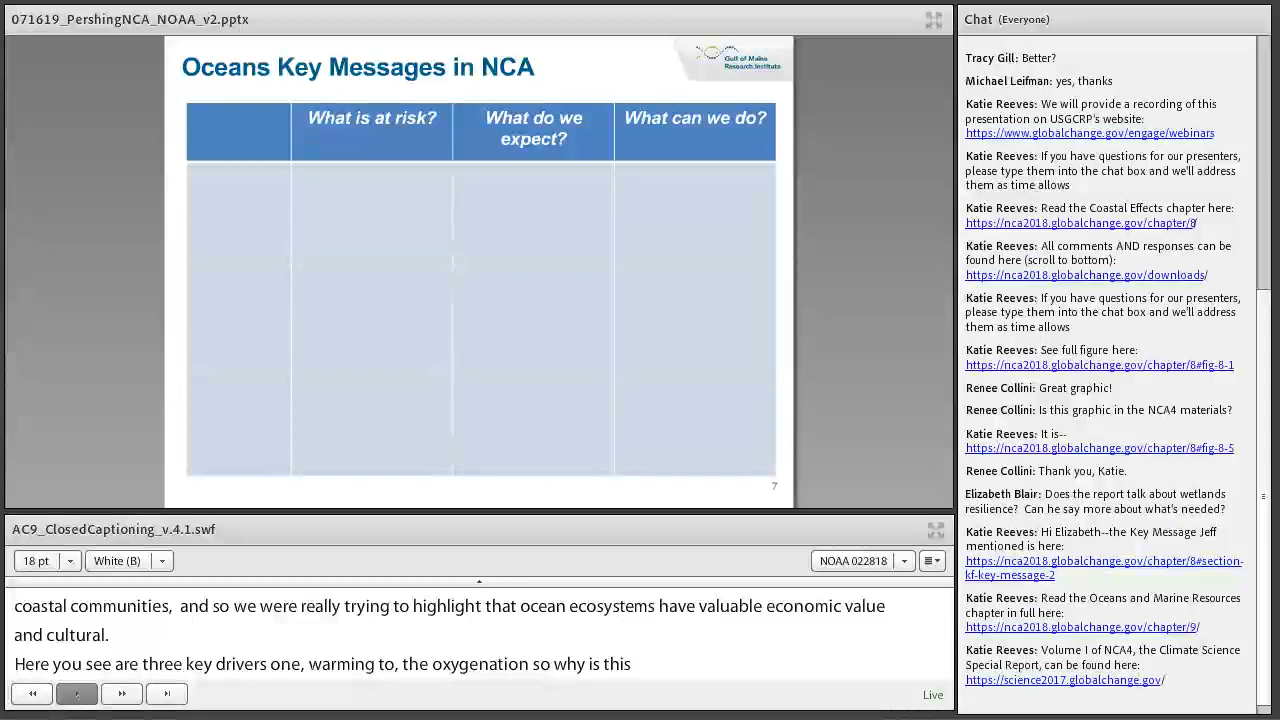 071619_PershingNCA_NOAA_v2.pptx
Oceans Key Messages in NCA
Gulf of Maine
Research Institute
What is at risk?
What do we
expect?
What can we do?
7
AC9_ClosedCaptioning_v.4.1.swf
18 pt
White (B)
NOAA 022818
coastal communities,  and so we were really trying to highlight that ocean ecosystems have valuable economic value
and cultural.
Here you see are three key drivers one, warming to, the oxygenation so why is this
Live
Chat (Everyone)
Tracy Gill: Better?
Michael Leifman: yes, thanks
Katie Reeves: We will provide a recording of this
presentation on USGCRP's website:
https://www.globalchange.gov/engage/webinars
Katie Reeves: If you have questions for our presenters,
please type them into the chat box and we'll address
them as time allows
Katie Reeves: Read the Coastal Effects chapter here:
https://nca2018.globalchange.gov/chapter/8/
Katie Reeves: All comments AND responses can be
found here (scroll to bottom):
https://nca2018.globalchange.gov/downloads/
Katie Reeves: If you have questions for our presenters,
please type them into the chat box and we'll address
them as time allows
Katie Reeves: See full figure here:
https://nca2018.globalchange.gov/chapter/8#fig-8-1
Renee Collini: Great graphic!
Renee Collini: Is this graphic in the NCA4 materials?
Katie Reeves: It is--
https://nca2018.globalchange.gov/chapter/8#fig-8-5
Renee Collini: Thank you, Katie.
Elizabeth Blair: Does the report talk about wetlands
resilience?  Can he say more about what's needed?
Katie Reeves: Hi Elizabeth--the Key Message Jeff
mentioned is here:
https://nca2018.globalchange.gov/chapter/8#section-
kf-key-message-2
Katie Reeves: Read the Oceans and Marine Resources
chapter in full here:
https://nca2018.globalchange.gov/chapter/9/
Katie Reeves: Volume I of NCA4, the Climate Science
Special Report, can be found here:
https://science2017.globalchange.gov/